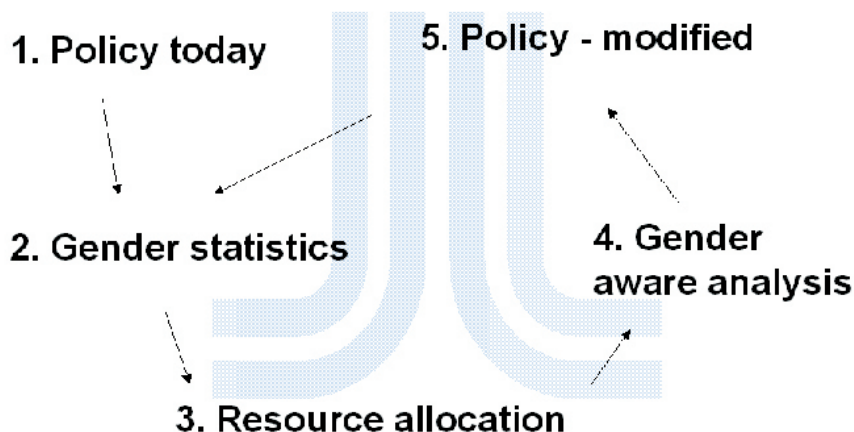 1. Policy today
5. Policy - modified
2. Gender statistics
4. Gender
aware analysis
3. Resource allocation